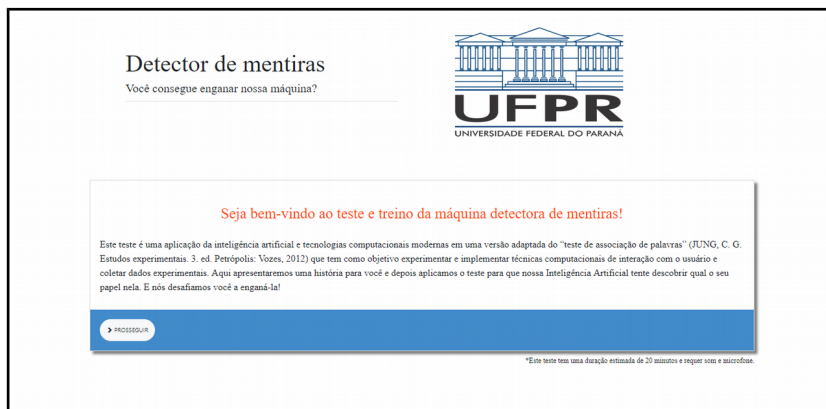 Detector de mentiras
Você consegue enganar nossa máquina?
UFPR
UNIVERSIDADE FEDERAL DO PARANÁ
Seja bem-vindo ao teste e treino da máquina detectora de mentiras!
Este teste é uma aplicação da inteligência artificial e tecnologias computacionais modernas em uma versão adaptada do “teste de associação de palavras” (JUNG, C. G.
Estudos experimentais. 3. ed. Petrópolis: Vozes, 2012) que tem como objetivo experimentar e implementar técnicas computacionais de interação com o usuário e
coletar dados experimentais. Aqui apresentaremos uma história para você e depois aplicamos o teste para que nossa Inteligência Artificial tente descobrir qual o seu
papel nela. E nós desafiamos você a enganá-la!
PROSSEGUIR
*Este teste tem uma duração estimada de 20 minutos e requer som e microfone.